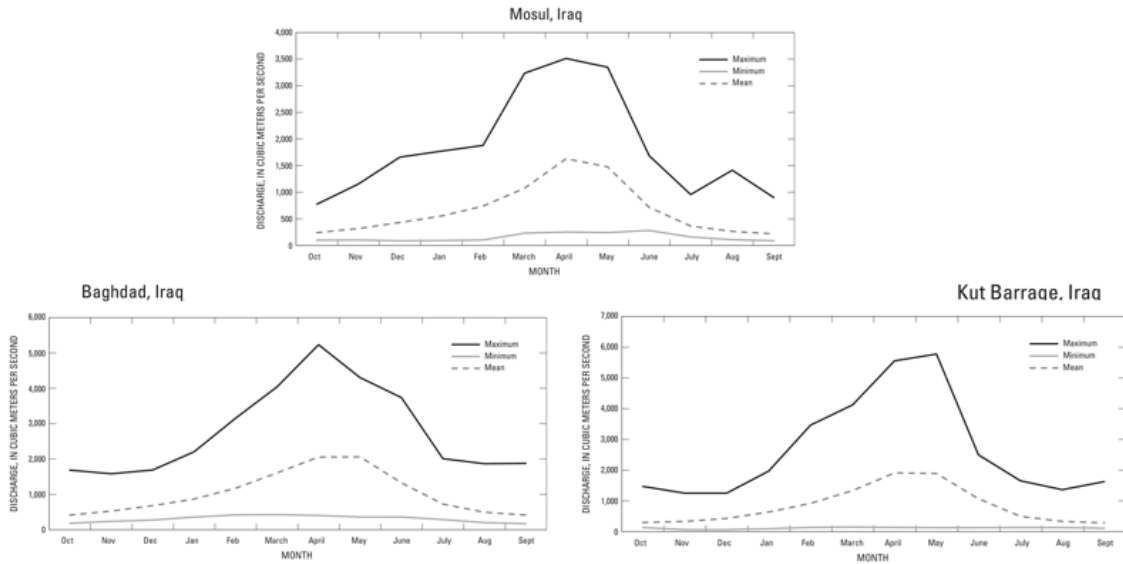 Mosul, Iraq
DISCHARGE, IN CUBIC METERS PER SECOND
4,000
3,500
3,000
2,500
2,000
1,500
1,000
500
0
Maximum
Minimum
Mean
Oct Nov Dec Jan Feb March April May June July Aug Sept
MONTH
Baghdad, Iraq
DISCHARGE, IN CUBIC METERS PER SECOND
6,000
5,000
4,000
3,000
2,000
1,000
0
Maximum
Minimum
Mean
Oct Nov Dec Jan Feb March April May June July Aug Sept
MONTH
Kut Barrage, Iraq
DISCHARGE, IN CUBIC METERS PER SECOND
7,000
6,000
5,000
4,000
3,000
2,000
1,000
0
Maximum
Minimum
Mean
Oct Nov Dec Jan Feb March April May June July Aug Sept
MONTH